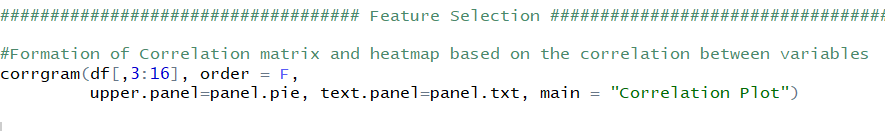 ################################### Feature Selection ##################################
#Formation of Correlation matrix and heatmap based on the correlation between variables
corrgram(df[,3:16], order = F,
upper.panel=panel.pie, text.panel=panel.txt, main = "Correlation Plot")